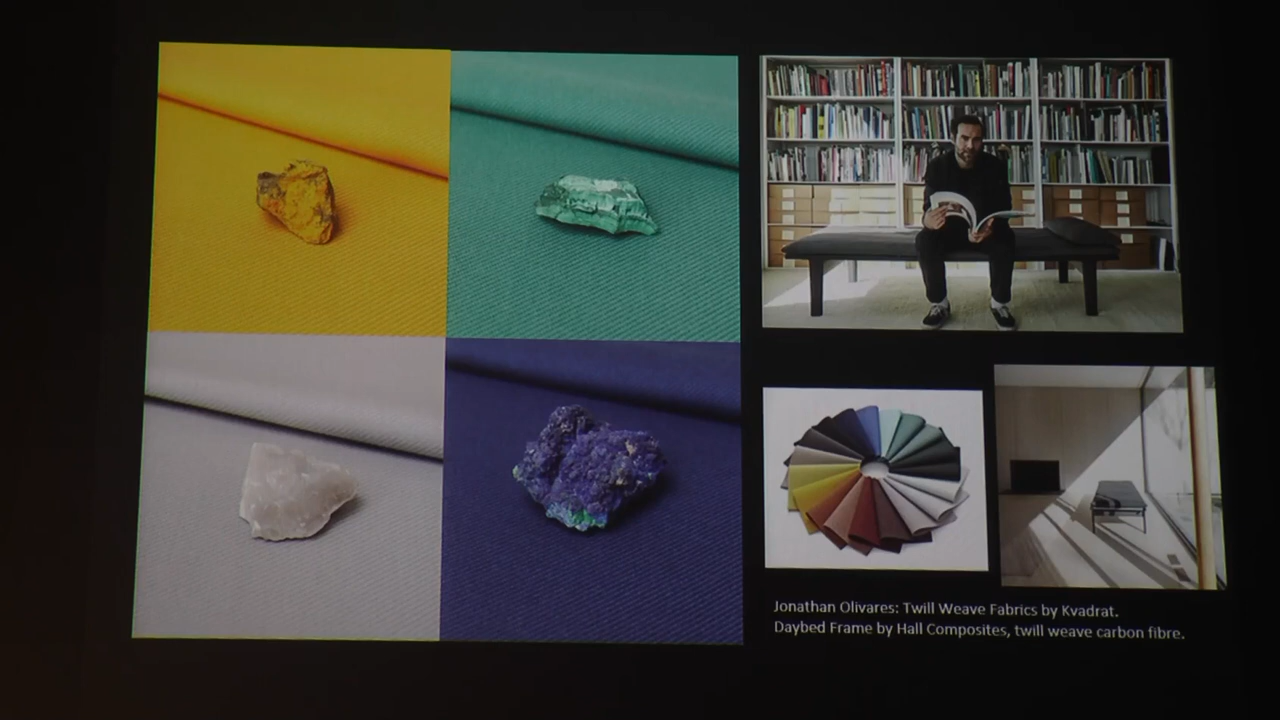 Jonathan Olivares: Twill Weave Fabrics by Kvadrat.
Daybed Frame by Hall Composites, twill weave carbon fibre.